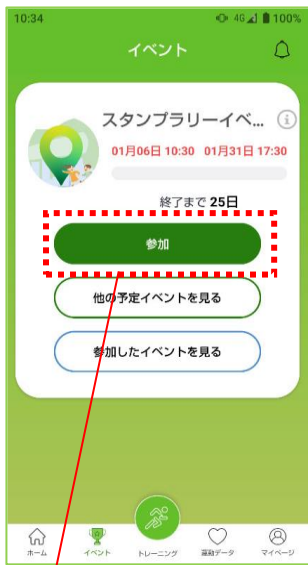 10:34 4G 100%
イベント
スタンプラリーイベ...
01月06日 10:30 01月31日 17:30
終了まで 25日
参加
他の予定イベントを見る
参加したイベントを見る
ホーム イベント トレーニング 運動データ マイページ